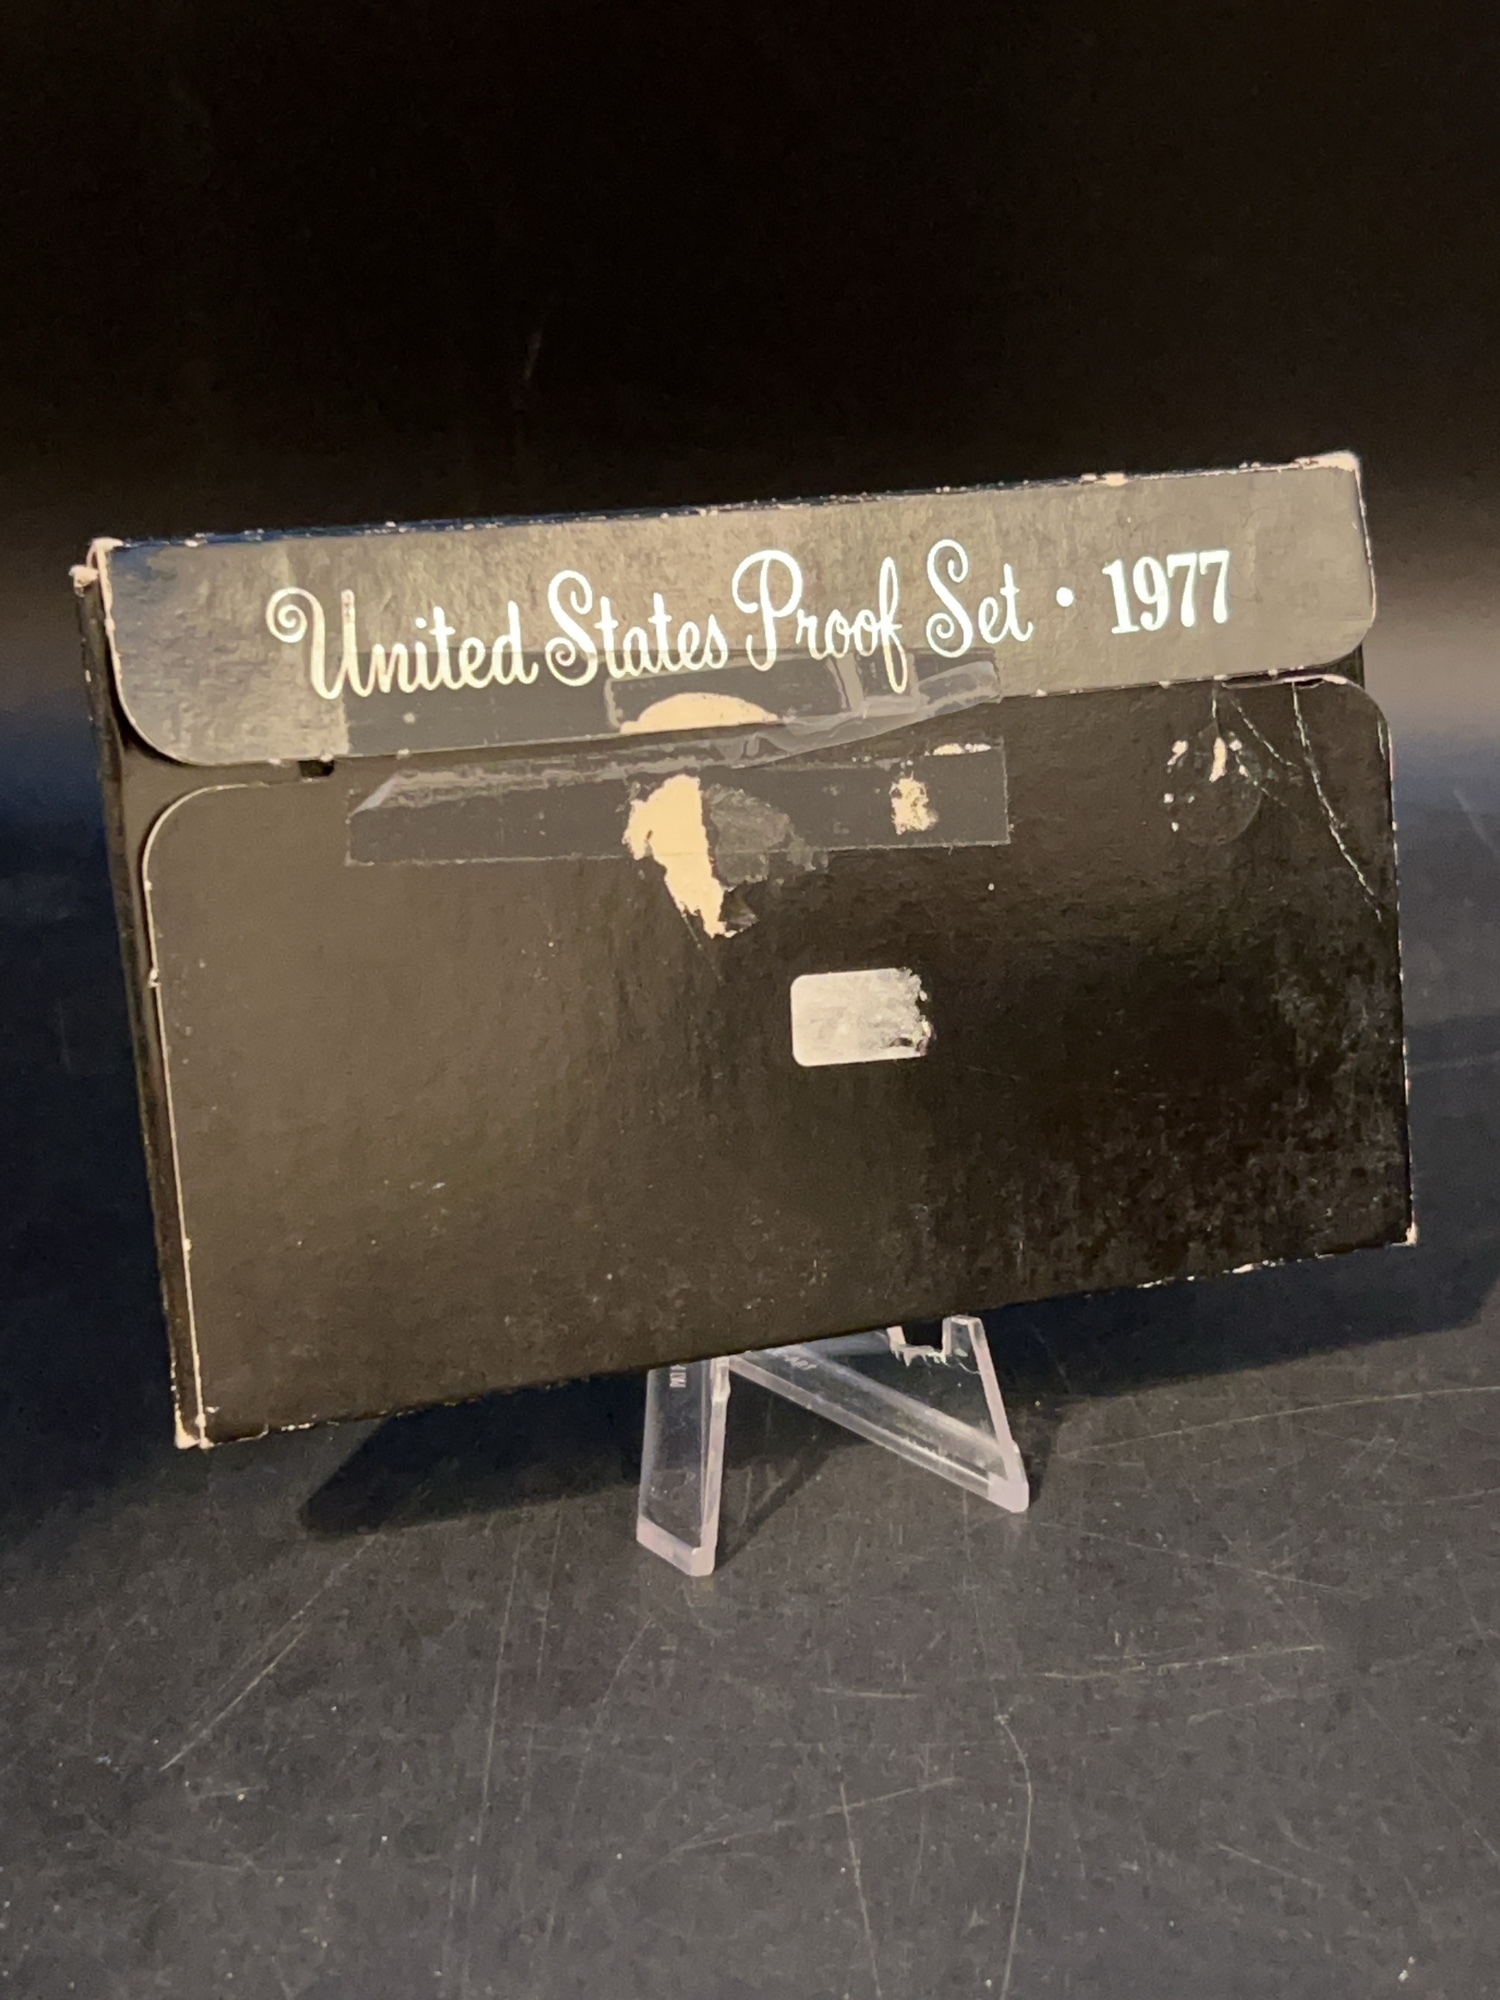 United States Proof Set • 1977